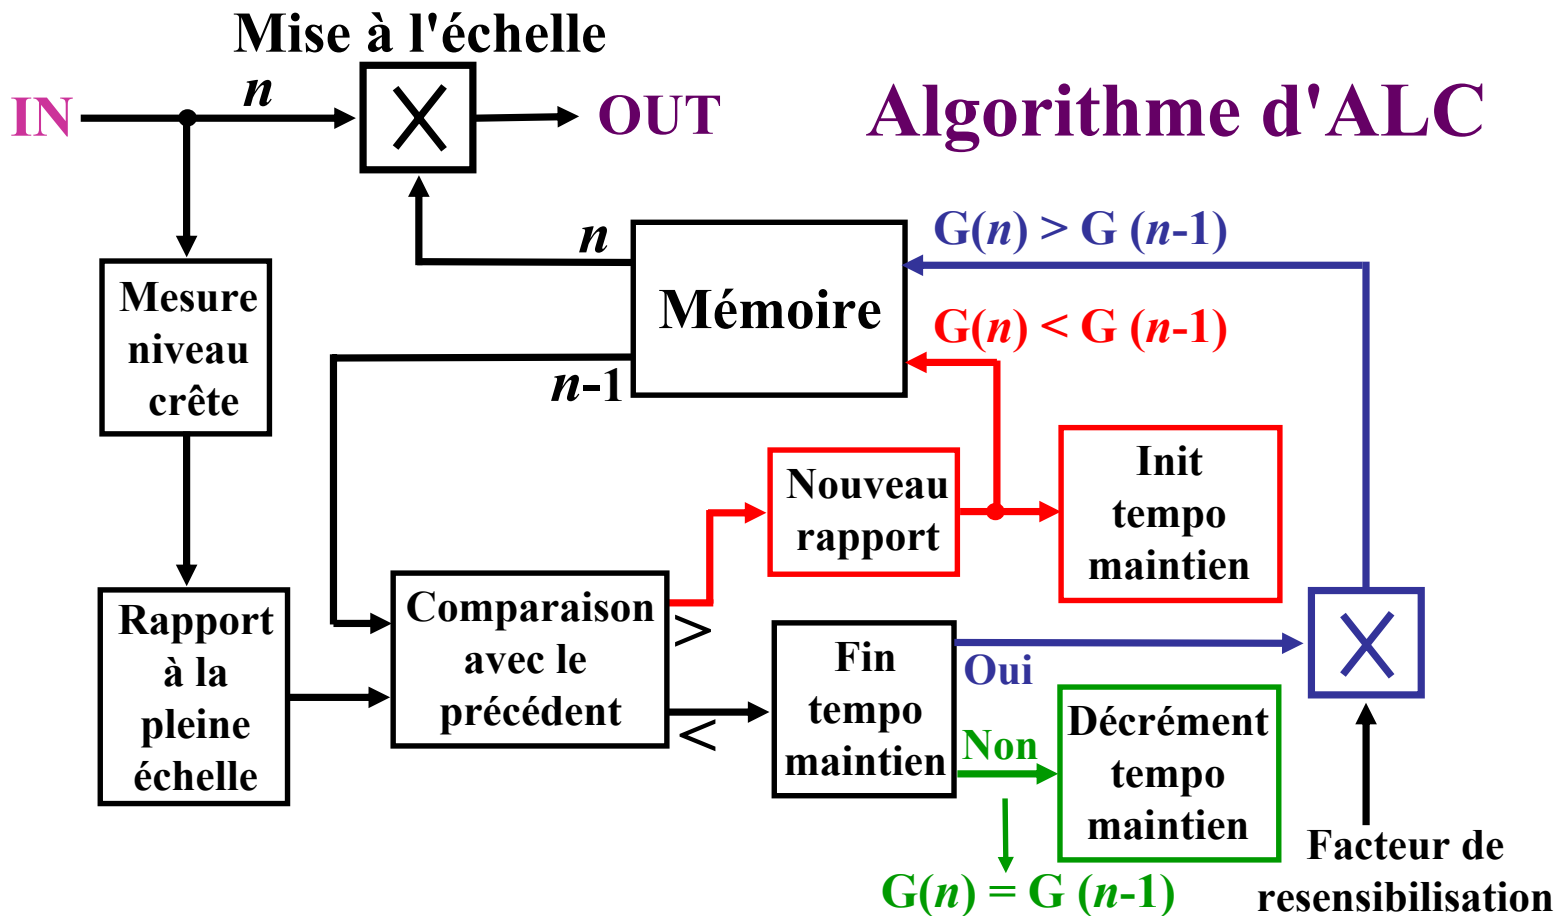 Mise à l'échelle
IN
n
OUT
Algorithme d'ALC
n
G(n) > G (n-1)
Mesure
niveau
crête
Mémoire
G(n) < G (n-1)
n-1
Nouveau
rapport
Init
tempo
maintien
Rapport
à la
pleine
échelle
Comparaison
avec le
précédent
>
<
Fin
tempo
maintien
Oui
Non
Décrément
tempo
maintien
G(n) = G (n-1)
Facteur de
resensibilisation